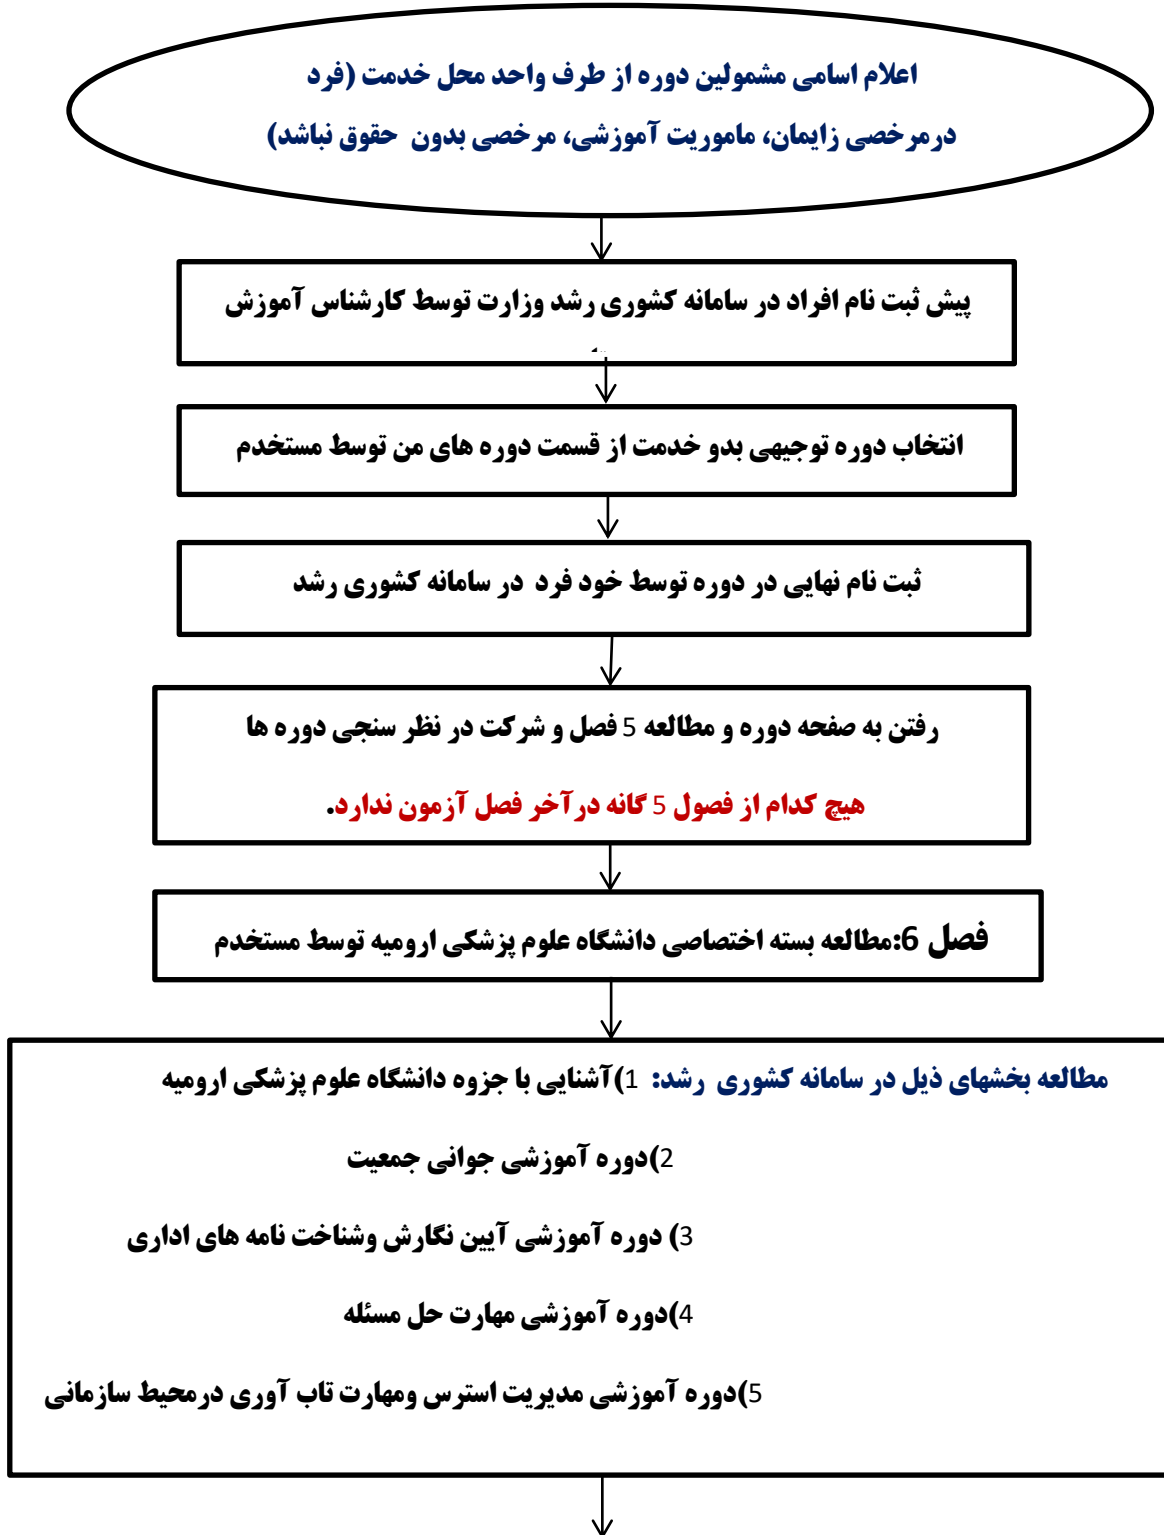 اعلام اسامی مشمولین دوره از طرف واحد محل خدمت (فرد
درمرخصی زایمان، ماموریت آموزشی، مرخصی بدون حقوق نباشد)
پیش ثبت نام افراد در سامانه کشوری رشد وزارت توسط کارشناس آموزش
انتخاب دوره توجیهی بدو خدمت از قسمت دوره های من توسط مستخدم
ثبت نام نهایی در دوره توسط خود فرد در سامانه کشوری رشد
رفتن به صفحه دوره و مطالعه 5 فصل و شرکت در نظر سنجی دوره ها
هیچ کدام از فصول 5 گانه درآخر فصل آزمون ندارد.
فصل 6:مطالعه بسته اختصاصی دانشگاه علوم پزشکی ارومیه توسط مستخدم
مطالعه بخشهای ذیل در سامانه کشوری رشد: 1)آشنایی با جزوه دانشگاه علوم پزشکی ارومیه
2)دوره آموزشی جوانی جمعیت
3) دوره آموزشی آیین نگارش وشناخت نامه های اداری
4)دوره آموزشی مهارت حل مسئله
5)دوره آموزشی مدیریت استرس ومهارت تاب آوری درمحیط سازمانی